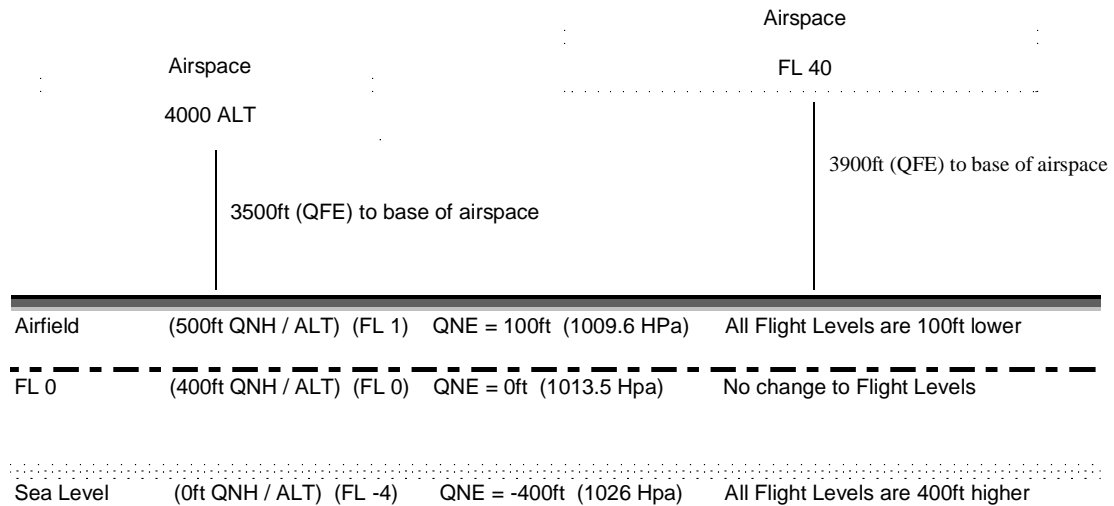 Airspace
Airspace
FL 40
4000 ALT
3900ft (QFE) to base of airspace
3500ft (QFE) to base of airspace
Airfield (500ft QNH / ALT) (FL 1) QNE = 100ft (1009.6 HPa) All Flight Levels are 100ft lower
FL 0 (400ft QNH / ALT) (FL 0) QNE = 0ft (1013.5 Hpa) No change to Flight Levels
Sea Level (0ft QNH / ALT) (FL -4) QNE = -400ft (1026 Hpa) All Flight Levels are 400ft higher